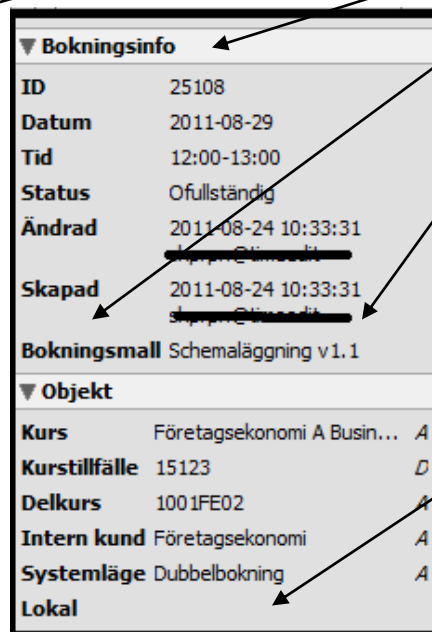 Bokningsinfo
ID 25108
Datum 2011-08-29
Tid 12:00-13:00
Status Ofullständig
Ändrad 2011-08-24 10:33:31
Skapad 2011-08-24 10:33:31
Bokningsmall Schemaläggning v1.1
Objekt
Kurs Företagsekonomi A Busin... A
Kurstillfälle 15123 D
Delkurs 1001FE02 A
Intern kund Företagsekonomi A
Systemläge Dubbelbokning A
Lokal